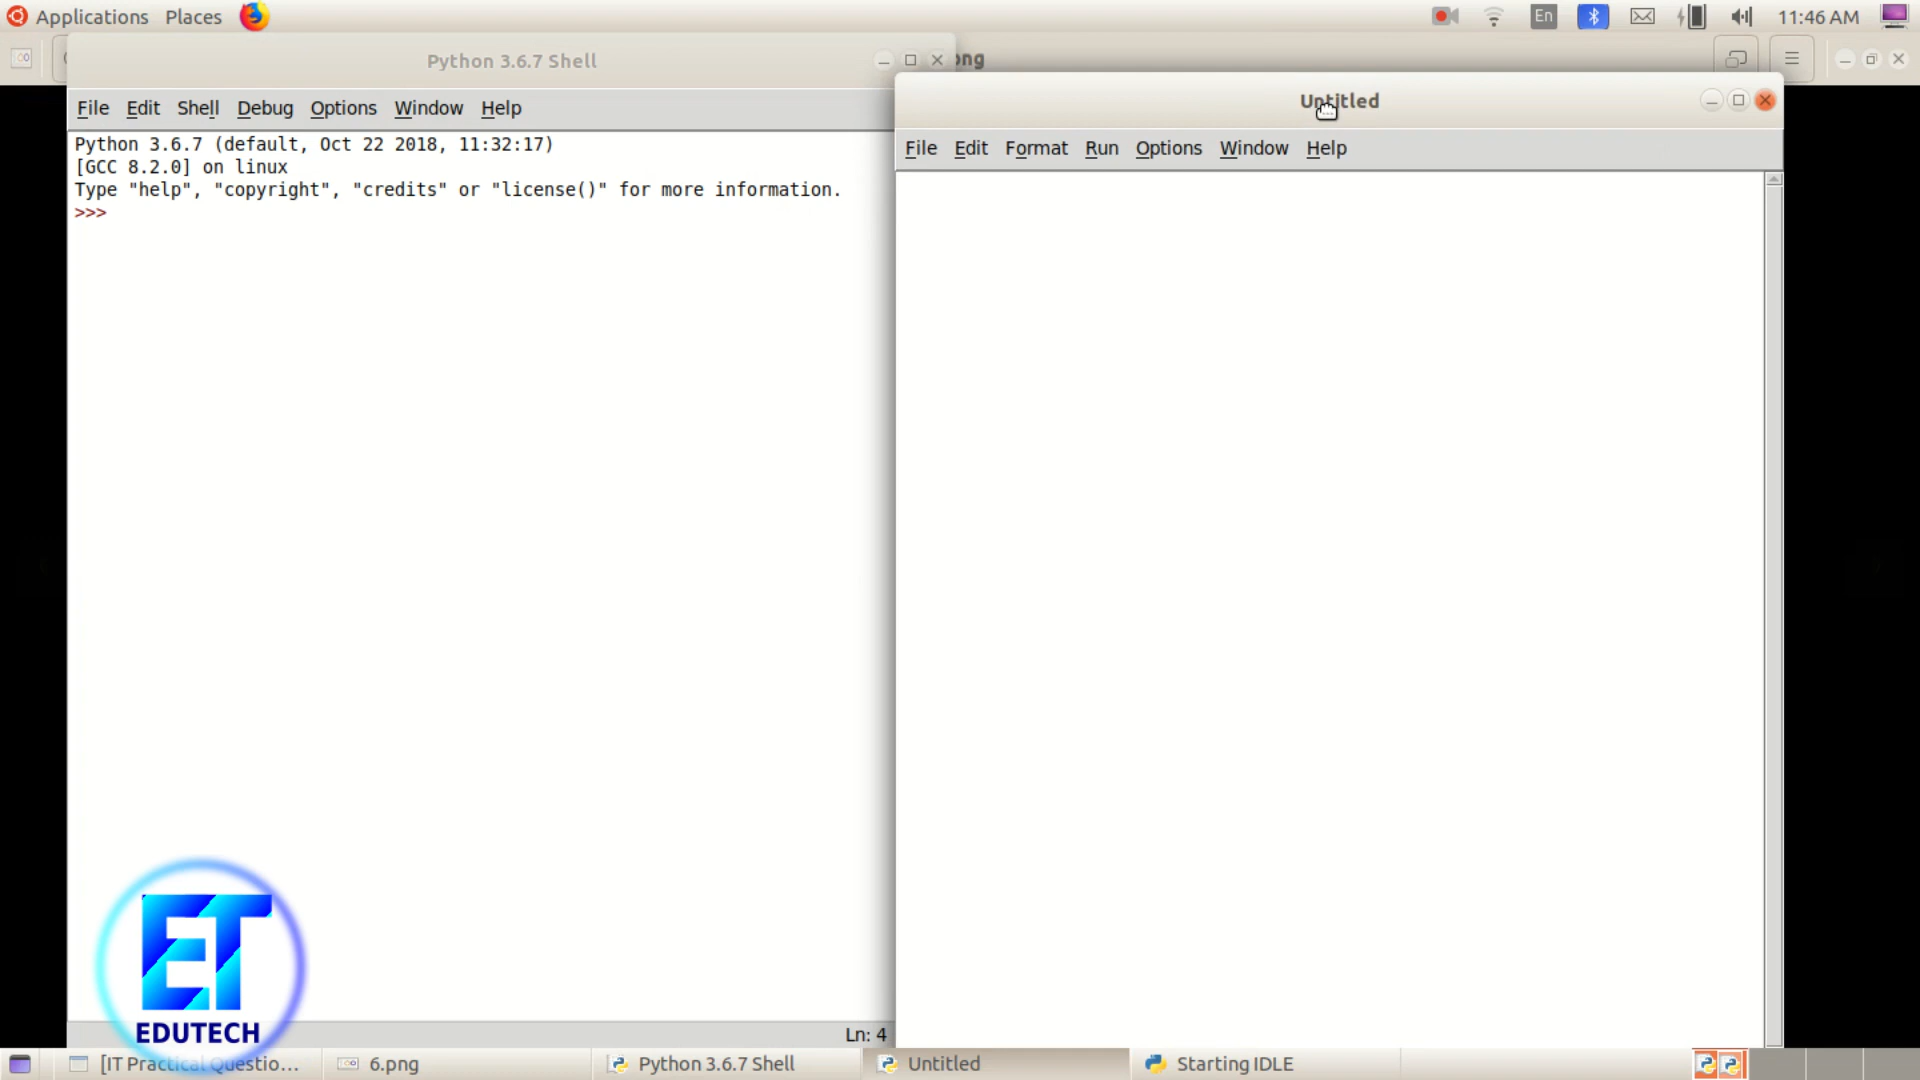 Applications Places En 11:46 AM
Python 3.6.7 Shell
ong
Untitled
File Edit Shell Debug Options Window Help
File Edit Format Run Options Window Help
Python 3.6.7 (default, Oct 22 2018, 11:32:17)
[GCC 8.2.0] on linux
Type "help", "copyright", "credits" or "license()" for more information.
>>>
ET
EDUTECH
Ln: 4
[IT Practical Questio... 6.png Python 3.6.7 Shell Untitled Starting IDLE